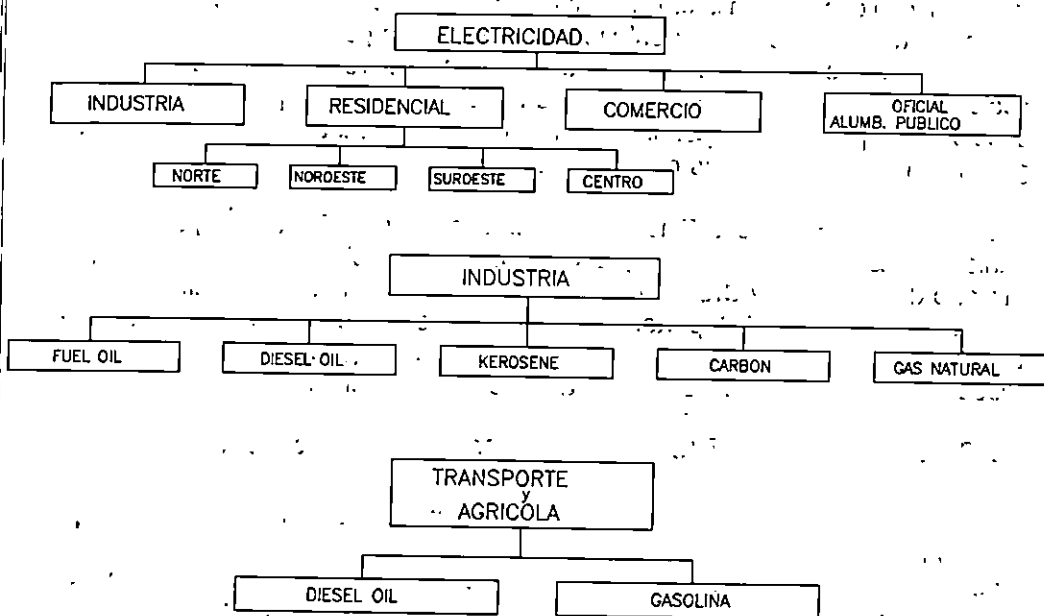 ELECTRICIDAD
INDUSTRIA
RESIDENCIAL
COMERCIO
OFICIAL
ALUMB. PUBLICO
NORTE
NOROESTE
SUROESTE
CENTRO
INDUSTRIA
FUEL OIL
DIESEL OIL
KEROSENE
CARBON
GAS NATURAL
TRANSPORTE
y
AGRICOLA
DIESEL OIL
GASOLINA